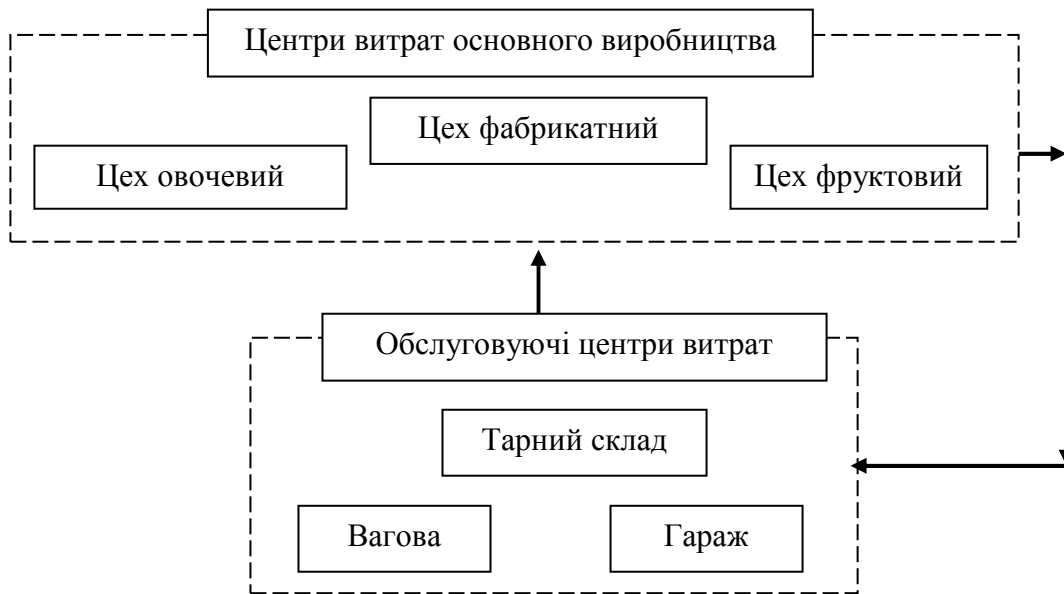 Центри витрат основного виробництва
Цех фабрикатний
Цех овочевий
Цех фруктовий
Обслуговуючі центри витрат
Тарний склад
Вагова
Гараж